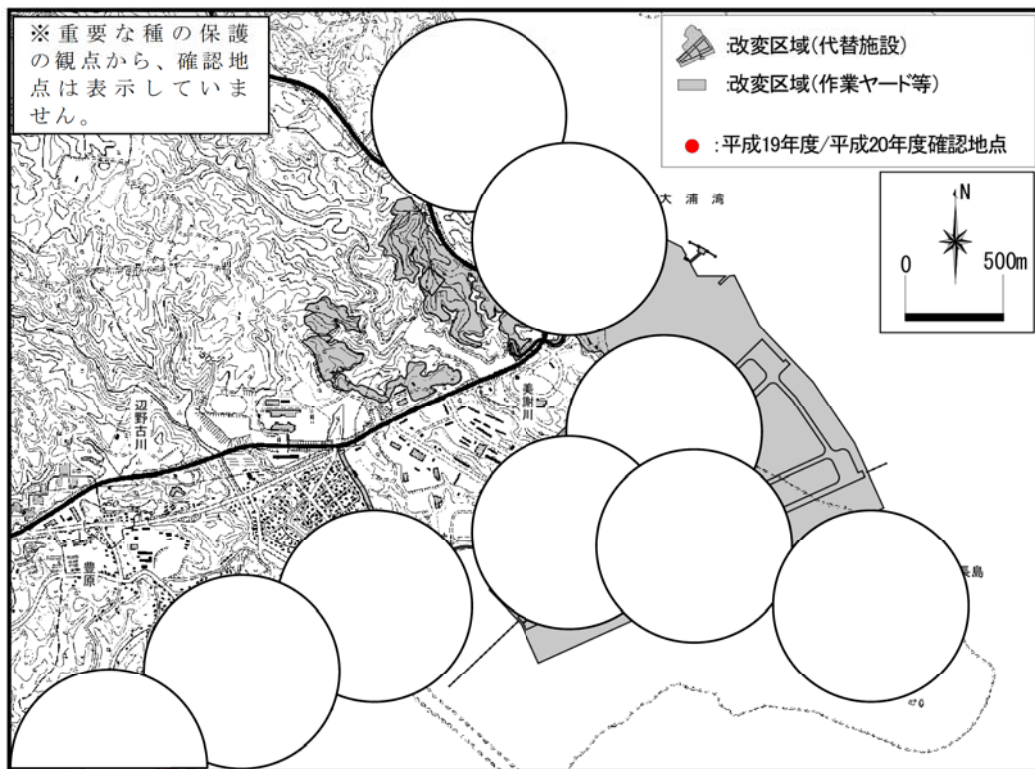 ※重要な種の保護
の観点から、確認地
点は表示していま
せん。
:改変区域(代替施設)
:改変区域(作業ヤード等)
:平成19年度/平成20年度確認地点
大浦湾
N
0 500m
美謝川
辺野古川
豊原
長島